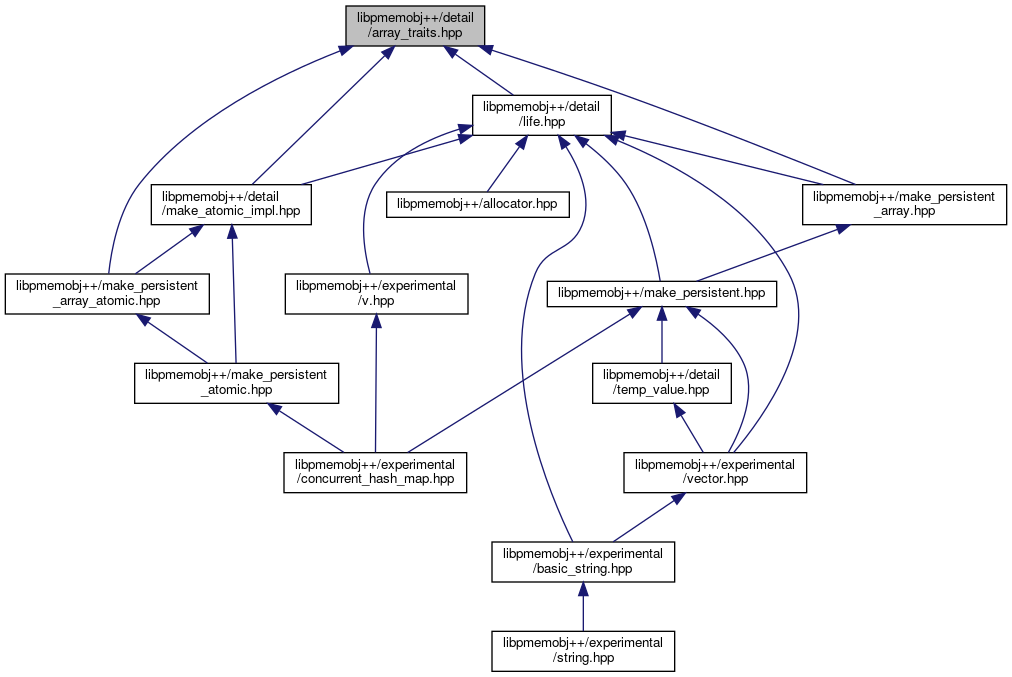 libpmemobj++/detail
/array_traits.hpp
libpmemobj++/detail
/life.hpp
libpmemobj++/detail
/make_atomic_impl.hpp
libpmemobj++/allocator.hpp
libpmemobj++/make_persistent
_array.hpp
libpmemobj++/make_persistent
_array_atomic.hpp
libpmemobj++/experimental
/v.hpp
libpmemobj++/make_persistent.hpp
libpmemobj++/make_persistent
_atomic.hpp
libpmemobj++/detail
/temp_value.hpp
libpmemobj++/experimental
/concurrent_hash_map.hpp
libpmemobj++/experimental
/vector.hpp
libpmemobj++/experimental
/basic_string.hpp
libpmemobj++/experimental
/string.hpp